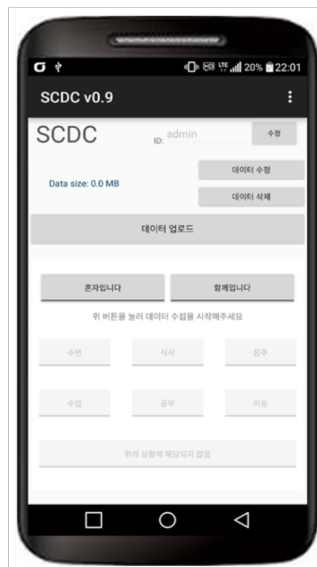 LTE 20% 22:01
SCDC v0.9
SCDC ID: admin 수정
데이터 수정
Data size: 0.0 MB
데이터 삭제
데이터 업로드
혼자입니다 함께입니다
위 버튼을 눌러 데이터 수집을 시작해주세요
수면 식사 음주
수업 공부 이동
위의 상황에 해당되지 않음